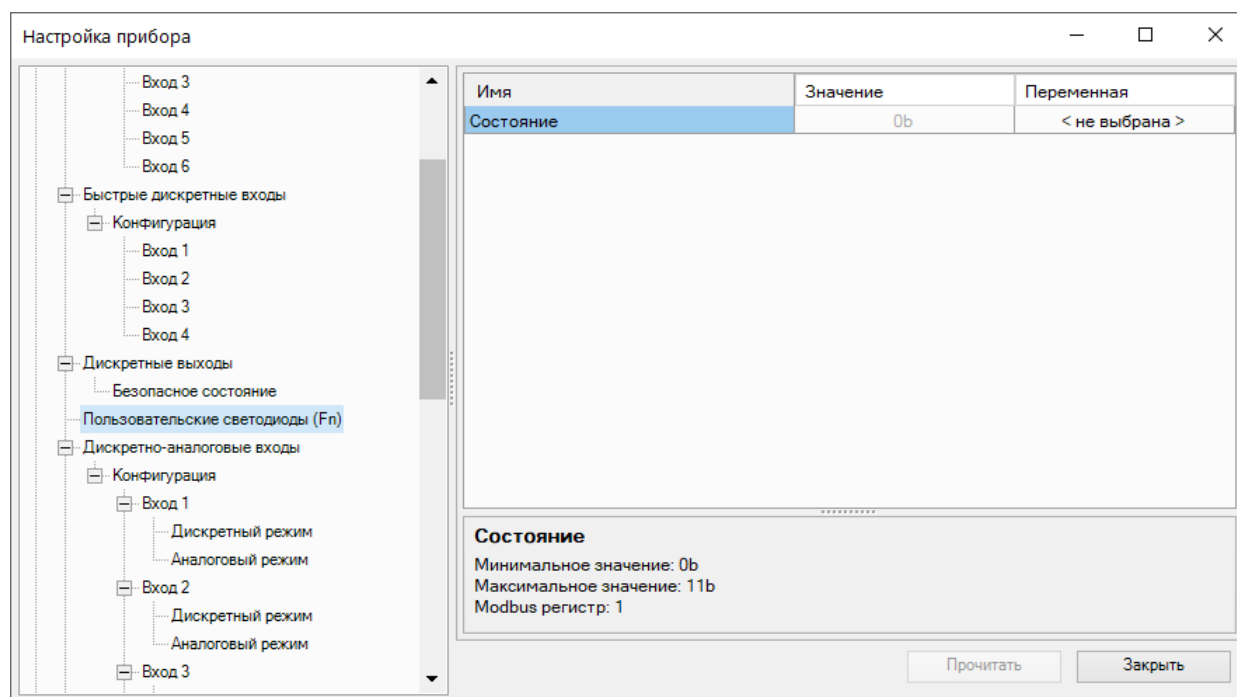 Настройка прибора
Вход 3
Вход 4
Вход 5
Вход 6
Быстрые дискретные входы
Конфигурация
Вход 1
Вход 2
Вход 3
Вход 4
Дискретные выходы
Безопасное состояние
Пользовательские светодиоды (Fn)
Дискретно-аналоговые входы
Конфигурация
Вход 1
Дискретный режим
Аналоговый режим
Вход 2
Дискретный режим
Аналоговый режим
Вход 3
Имя Значение Переменная
Состояние 0b < не выбрана >
Состояние
Минимальное значение: 0b
Максимальное значение: 11b
Modbus регистр: 1
Прочитать Закрыть